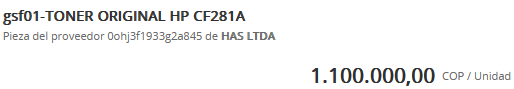 gsf01-TONER ORIGINAL HP CF281A
Pieza del proveedor 0ohj3f1933g2a845 de HAS LTDA
1.100.000,00 COP / Unidad